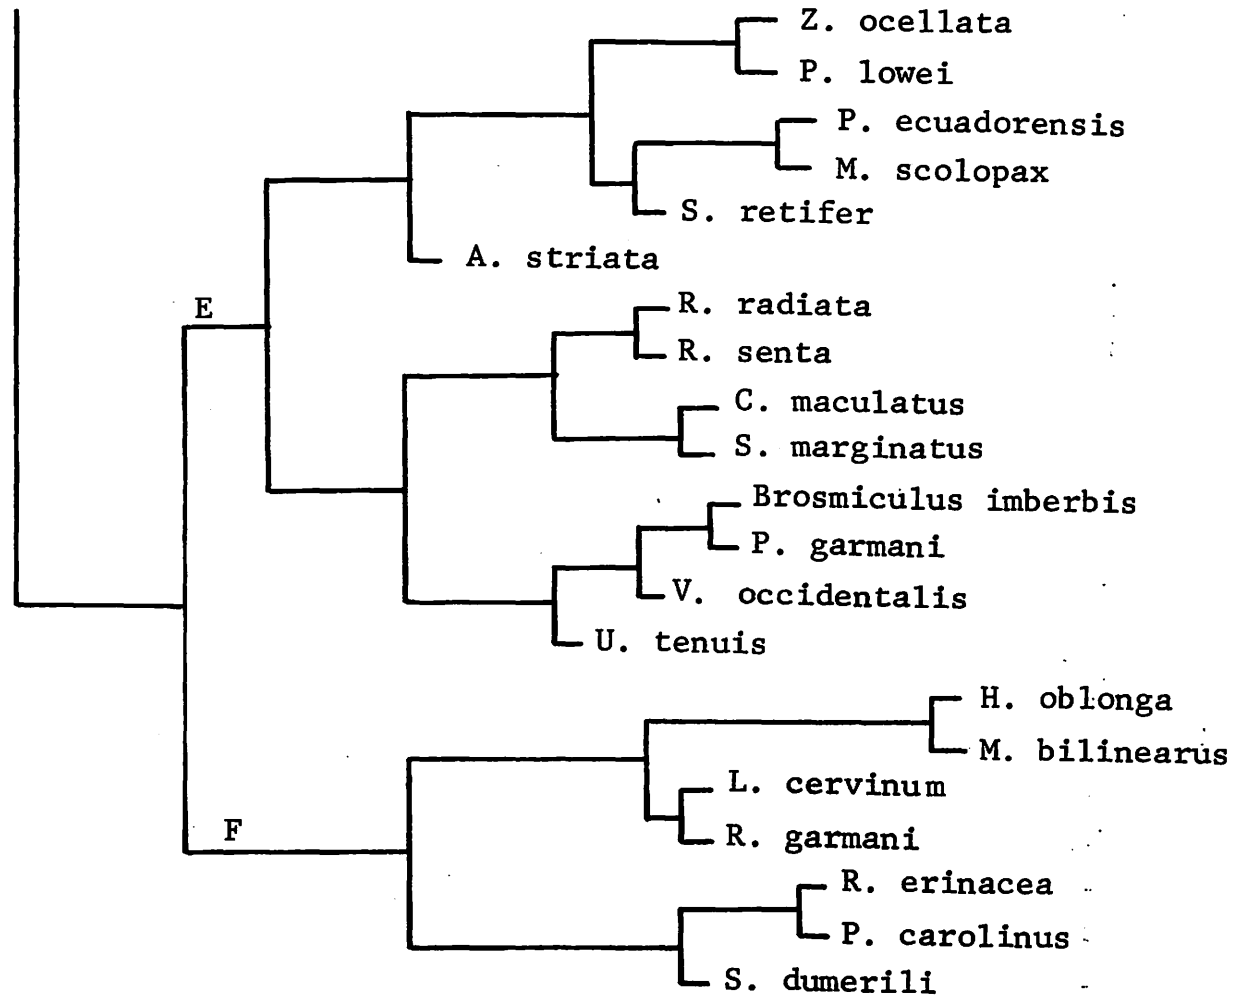 Z. ocellata
P. lowei
P. ecuadorensis
M. scolopax
S. retifer
A. striata
E
R. radiata
R. senta
C. maculatus
S. marginatus
Brosmiculus imberbis
P. garmani
V. occidentalis
U. tenuis
H. oblonga
M. bilinearus
L. cervinum
F
R. garmani
R. erinacea
P. carolinus
S. dumerili